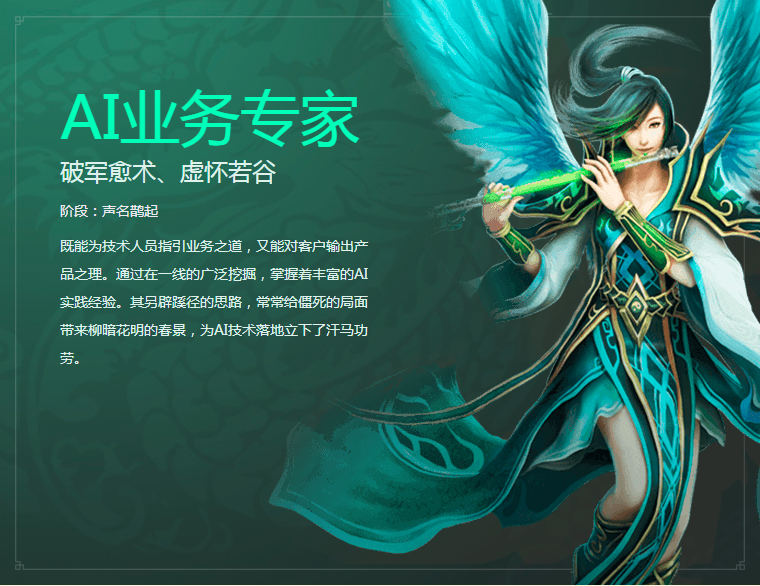 AI业务专家
破军愈术、虚怀若谷
阶段：声名鹊起
既能为技术人员指引业务之道，又能对客户输出产
品之理。通过在一线的广泛挖掘，掌握着丰富的AI
实践经验。其另辟蹊径的思路，常常给僵死的局面
带来柳暗花明的春景，为AI技术落地立下了汗马功
劳。